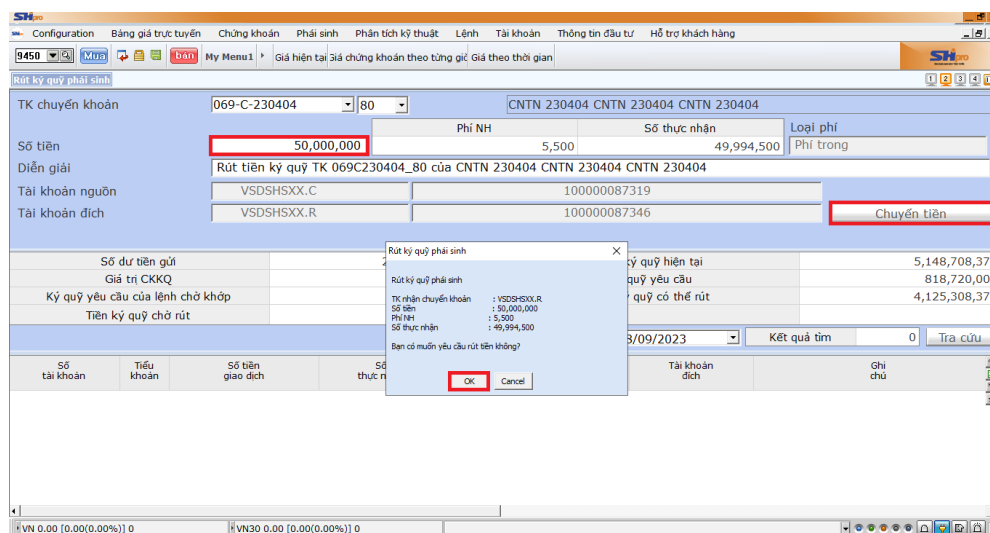 SHpro
Configuration Bảng giá trực tuyến Chứng khoán Phái sinh Phân tích kỹ thuật Lệnh Tài khoản Thông tin đầu tư Hỗ trợ khách hàng
9450 Mua bán My Menu1 Giá hiện tại Giá chứng khoán theo từng giờ Giá theo thời gian SHpro
Rút ký quỹ phái sinh 1 2 3 4
TK chuyển khoản 069-C-230404 80 CNTN 230404 CNTN 230404 CNTN 230404
Phí NH Số thực nhận Loại phí
Số tiền 50,000,000 5,500 49,994,500 Phí trong
Diễn giải Rút tiền ký quỹ TK 069C230404_80 của CNTN 230404 CNTN 230404 CNTN 230404
Tài khoản nguồn VSDSHSXX.C 100000087319
Tài khoản đích VSDSHSXX.R 100000087346 Chuyển tiền
Số dư tiền gửi 2 ký quỹ hiện tại 5,148,708,37
Giá trị CKKQ quỹ yêu cầu 818,720,00
Ký quỹ yêu cầu của lệnh chờ khớp quỹ có thể rút 4,125,308,37
Tiền ký quỹ chờ rút
Rút ký quỹ phái sinh
Rút ký quỹ phái sinh
TK nhận chuyển khoản : VSDSHSXX.R
Số tiền : 50,000,000
Phí NH : 5,500
Số thực nhận : 49,994,500
Bạn có muốn yêu cầu rút tiền không?
OK Cancel
/09/2023 Kết quả tìm 0 Tra cứu
Số tài khoản Tiểu khoản Số tiền giao dịch Số thực n Tài khoản đích Ghi chú
VN 0.00 [0.00(0.00%)] 0 VN30 0.00 [0.00(0.00%)] 0